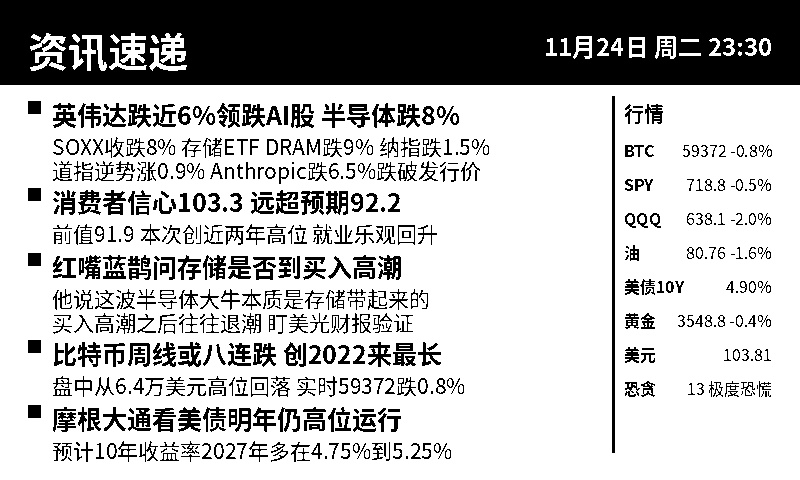 资讯速递
11月24日 周二 23:30
英伟达跌近6%领跌AI股 半导体跌8%
SOXX收跌8% 存储ETF DRAM跌9% 纳指跌1.5%
道指逆势涨0.9% Anthropic跌6.5%跌破发行价
消费者信心103.3 远超预期92.2
前值91.9 本次创近两年高位 就业乐观回升
红嘴蓝鹊问存储是否到买入高潮
他说这波半导体大牛本质是存储带起来的
买入高潮之后往往退潮 盯美光财报验证
比特币周线或八连跌 创2022来最长
盘中从6.4万美元高位回落 实时59372跌0.8%
摩根大通看美债明年仍高位运行
预计10年收益率2027年多在4.75%到5.25%
行情
BTC 59372 -0.8%
SPY 718.8 -0.5%
QQQ 638.1 -2.0%
油 80.76 -1.6%
美债10Y 4.90%
黄金 3548.8 -0.4%
美元 103.81
恐贪 13 极度恐慌